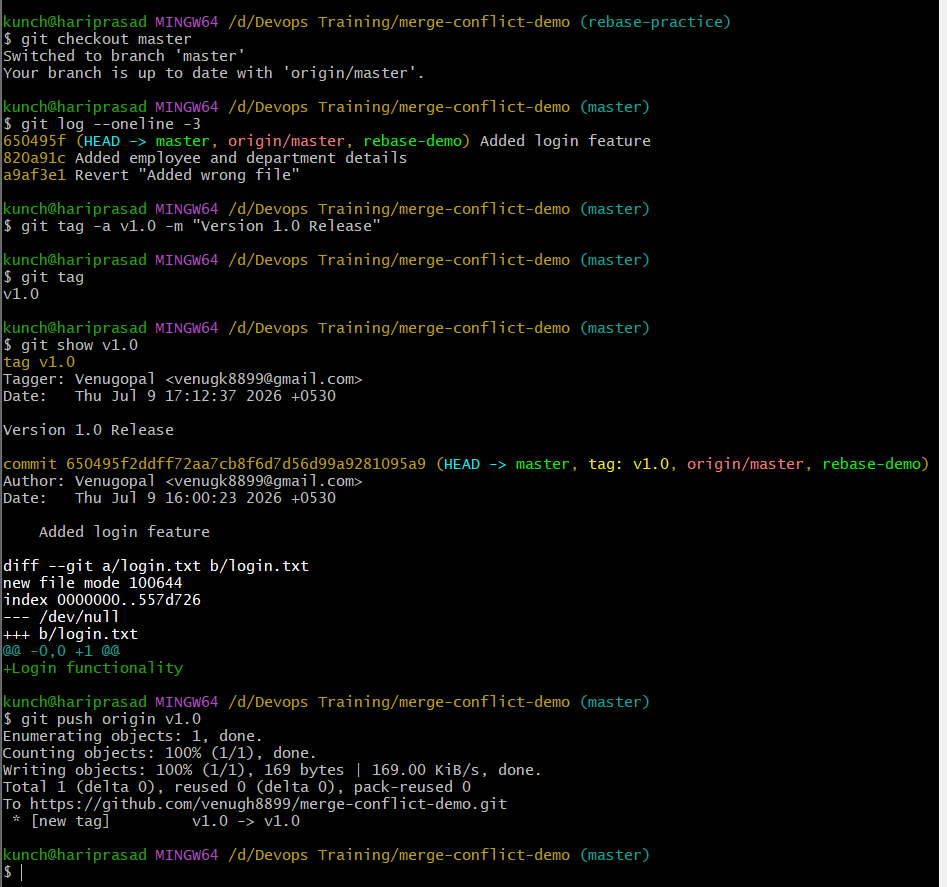 kunch@hariprasad MINGW64 /d/Devops Training/merge-conflict-demo (rebase-practice)
$ git checkout master
Switched to branch 'master'
Your branch is up to date with 'origin/master'.
kunch@hariprasad MINGW64 /d/Devops Training/merge-conflict-demo (master)
$ git log --oneline -3
650495f (HEAD -> master, origin/master, rebase-demo) Added login feature
820a91c Added employee and department details
a9af3e1 Revert "Added wrong file"
kunch@hariprasad MINGW64 /d/Devops Training/merge-conflict-demo (master)
$ git tag -a v1.0 -m "Version 1.0 Release"
kunch@hariprasad MINGW64 /d/Devops Training/merge-conflict-demo (master)
$ git tag
v1.0
kunch@hariprasad MINGW64 /d/Devops Training/merge-conflict-demo (master)
$ git show v1.0
tag v1.0
Tagger: Venugopal <venugk8899@gmail.com>
Date:   Thu Jul 9 17:12:37 2026 +0530
Version 1.0 Release
commit 650495f2ddff72aa7cb8f6d7d56d99a9281095a9 (HEAD -> master, tag: v1.0, origin/master, rebase-demo)
Author: Venugopal <venugk8899@gmail.com>
Date:   Thu Jul 9 16:00:23 2026 +0530
    Added login feature
diff --git a/login.txt b/login.txt
new file mode 100644
index 0000000..557d726
--- /dev/null
+++ b/login.txt
@@ -0,0 +1 @@
+Login functionality
kunch@hariprasad MINGW64 /d/Devops Training/merge-conflict-demo (master)
$ git push origin v1.0
Enumerating objects: 1, done.
Counting objects: 100% (1/1), done.
Writing objects: 100% (1/1), 169 bytes | 169.00 KiB/s, done.
Total 1 (delta 0), reused 0 (delta 0), pack-reused 0
To https://github.com/venugh8899/merge-conflict-demo.git
 * [new tag]         v1.0 -> v1.0
kunch@hariprasad MINGW64 /d/Devops Training/merge-conflict-demo (master)
$